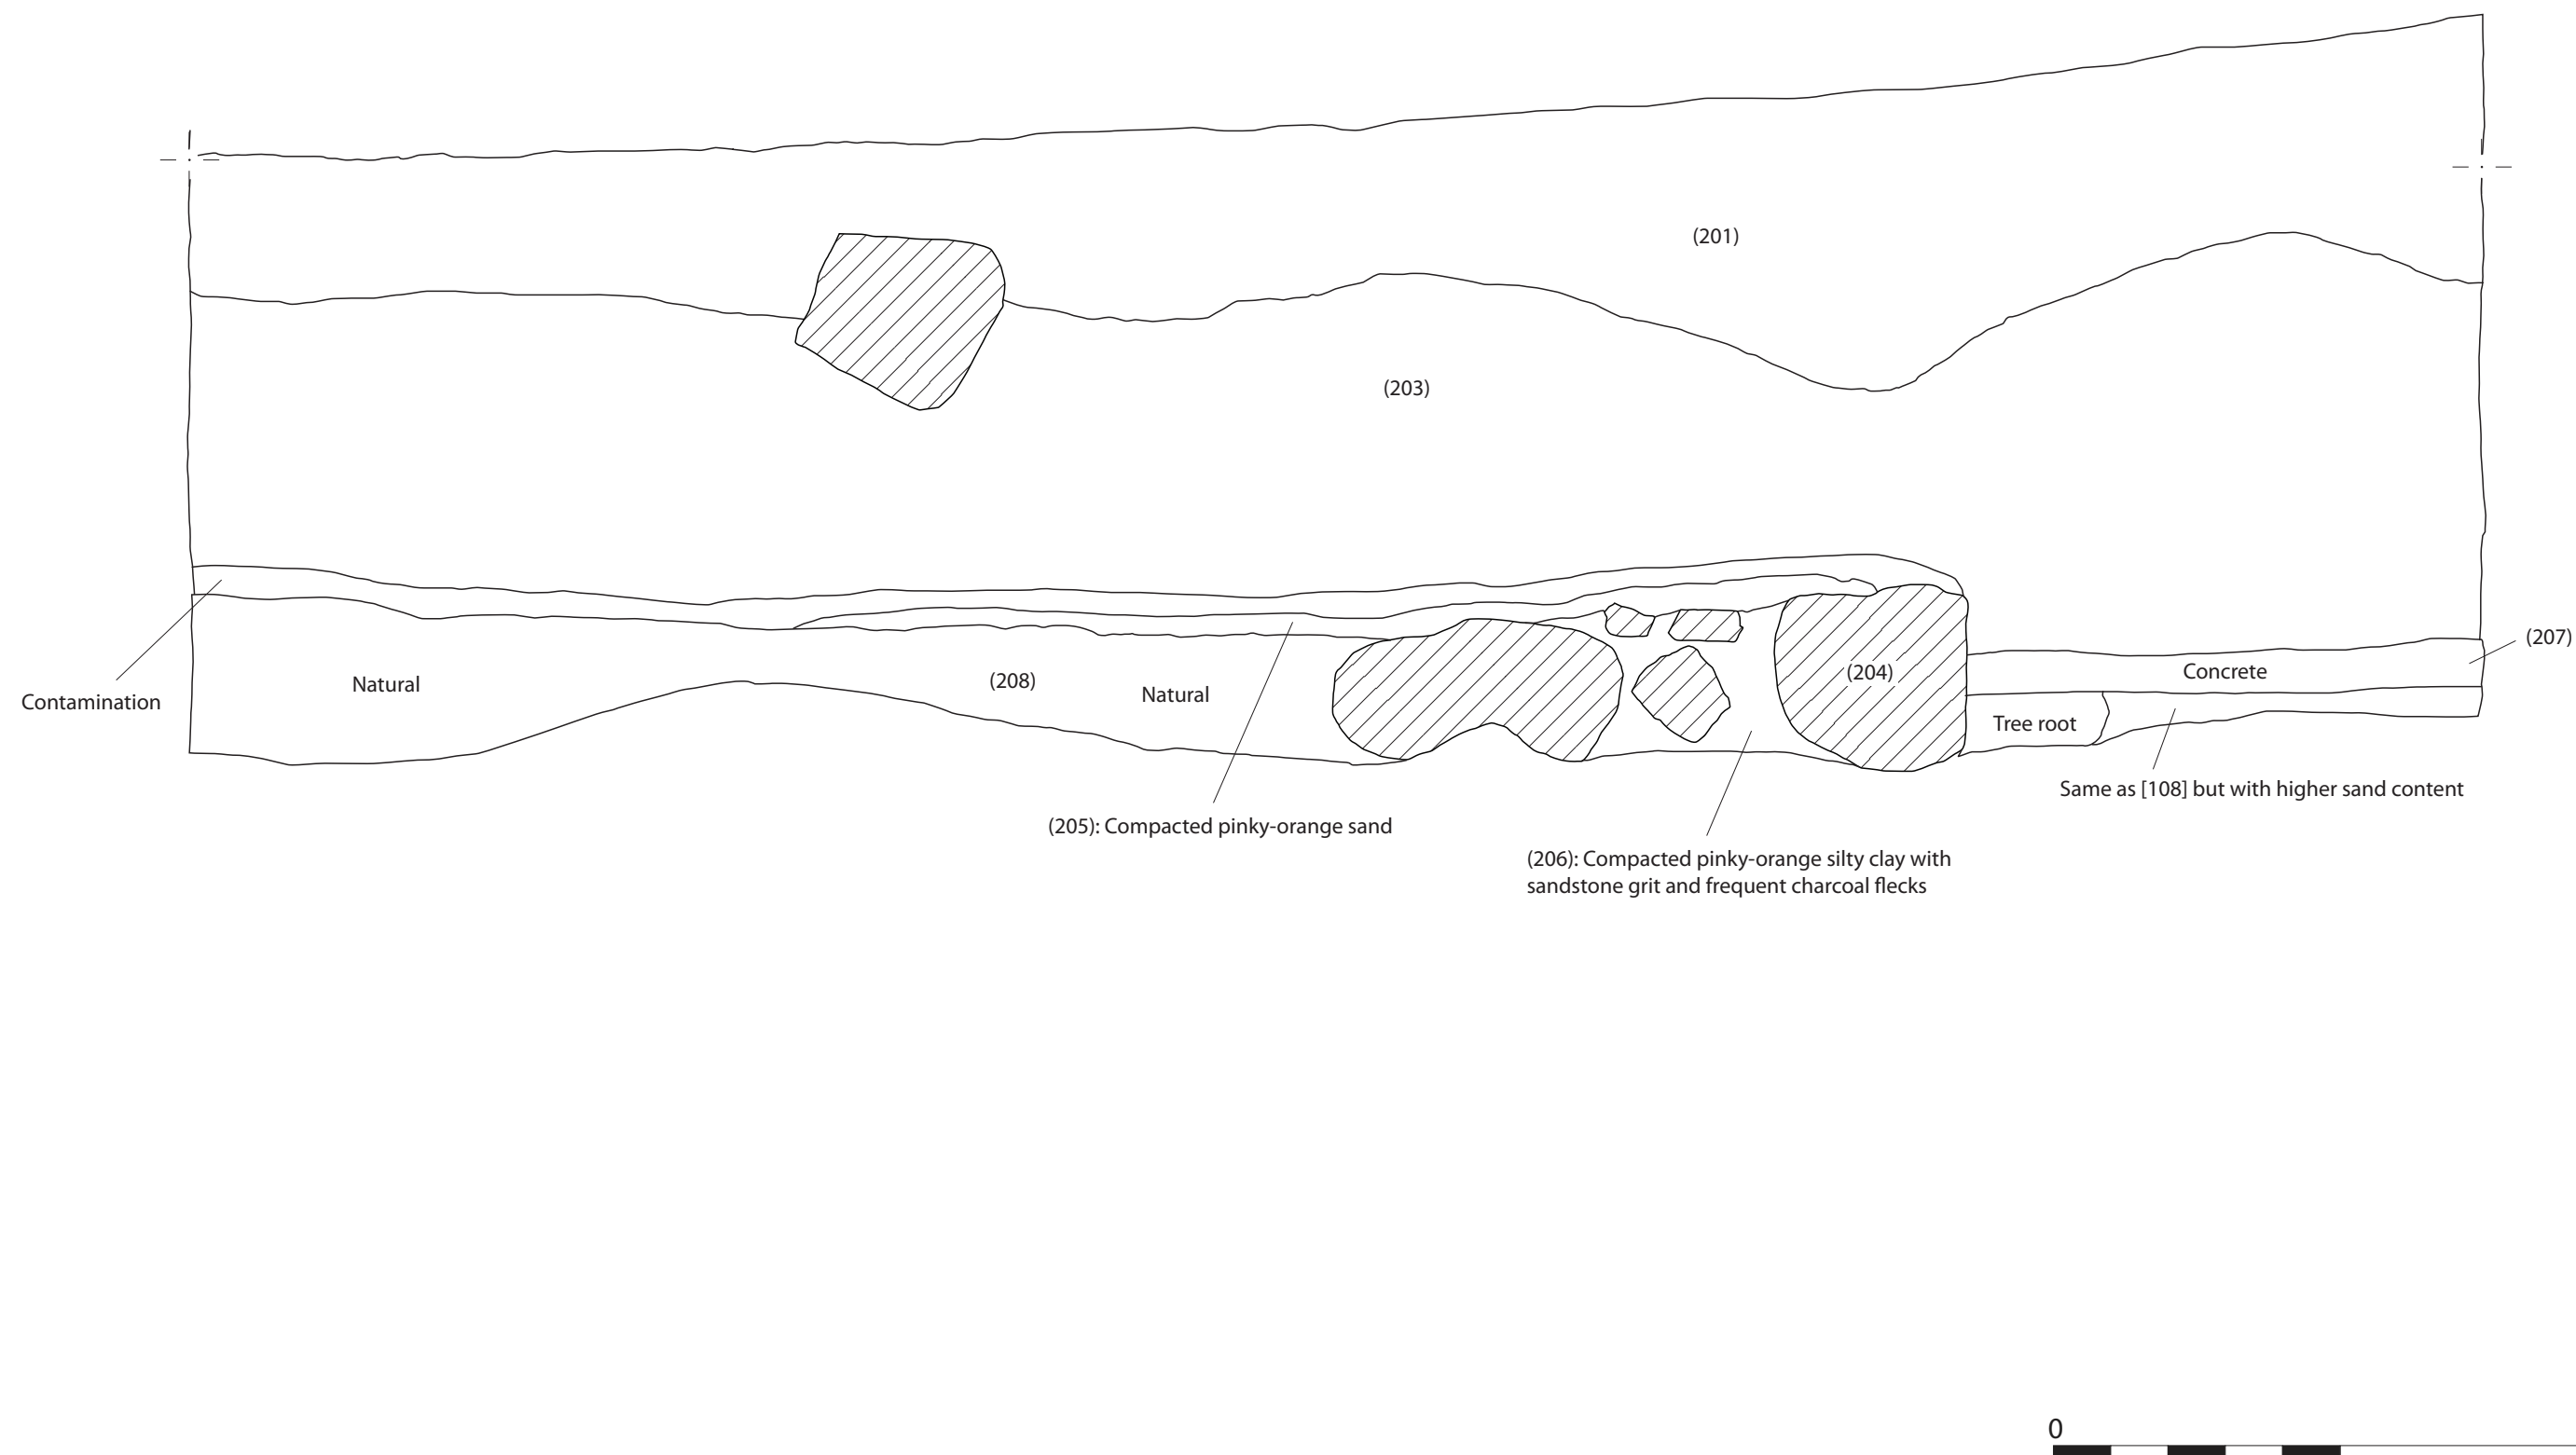 (201)
(203)
(207)
Concrete
(204)
(208)
Natural
Natural
Contamination
Tree root
Same as [108] but with higher sand content
(205): Compacted pinky-orange sand
(206): Compacted pinky-orange silty clay with
sandstone grit and frequent charcoal flecks
0